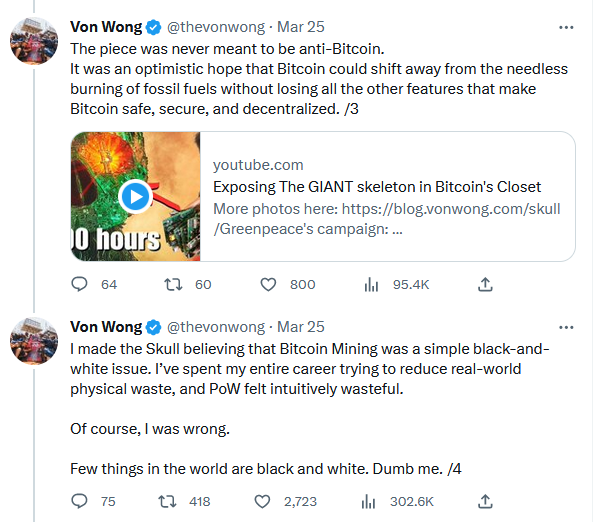 Von Wong @thevonwong · Mar 25
The piece was never meant to be anti-Bitcoin.
It was an optimistic hope that Bitcoin could shift away from the needless
burning of fossil fuels without losing all the other features that make
Bitcoin safe, secure, and decentralized. /3
youtube.com
Exposing The GIANT skeleton in Bitcoin's Closet
More photos here: https://blog.vonwong.com/skull
/Greenpeace's campaign: ...
00 hours
64 60 800 95.4K
Von Wong @thevonwong · Mar 25
I made the Skull believing that Bitcoin Mining was a simple black-and-
white issue. I've spent my entire career trying to reduce real-world
physical waste, and PoW felt intuitively wasteful.
Of course, I was wrong.
Few things in the world are black and white. Dumb me. /4
75 418 2,723 302.6K